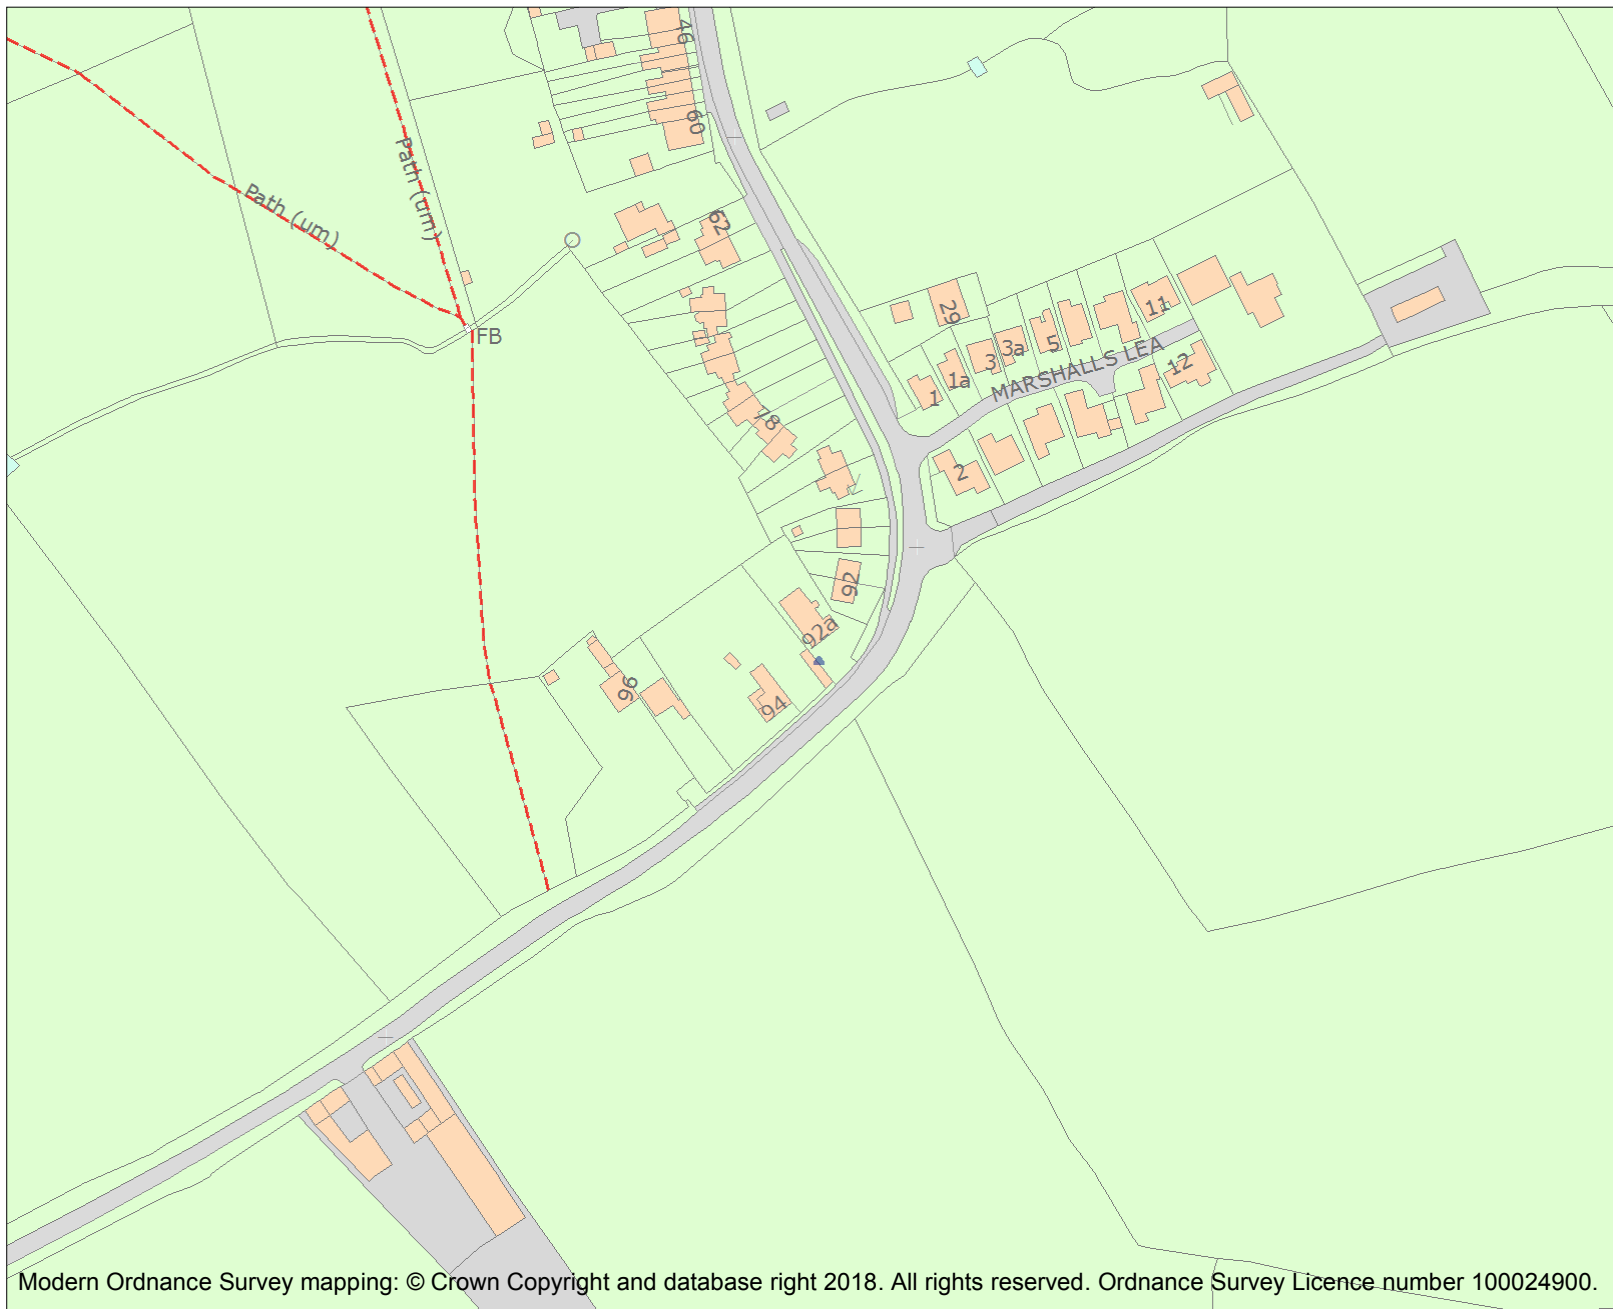 46
60
Path (um)
Path (um)
62
FB
29
11
3a
5
3
1a
1
MARSHALLS LEA
12
78
2
92
92a
96
94
Modern Ordnance Survey mapping: © Crown Copyright and database right 2018. All rights reserved. Ordnance Survey Licence number 100024900.